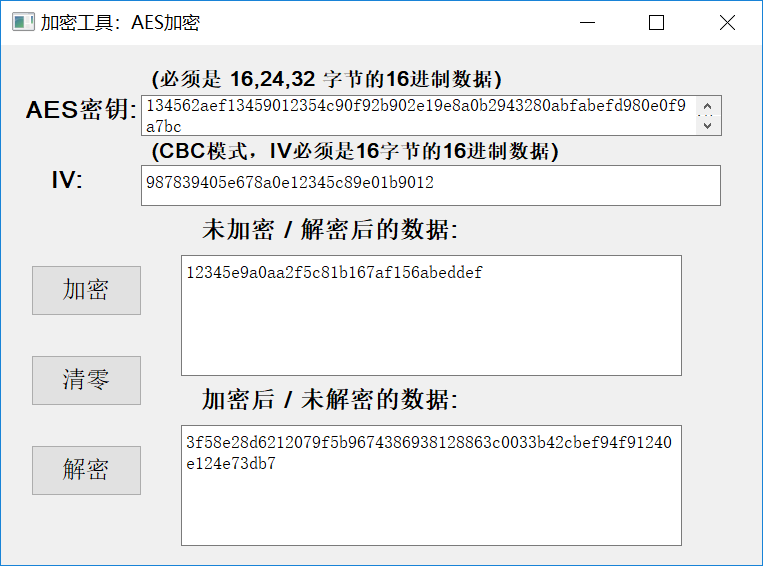 加密工具：AES加密
(必须是 16,24,32 字节的16进制数据)
AES密钥:
134562aef13459012354c90f92b902e19e8a0b2943280abfabefd980e0f9
a7bc
(CBC模式，IV必须是16字节的16进制数据)
IV:
987839405e678a0e12345c89e01b9012
未加密 / 解密后的数据:
加密
12345e9a0aa2f5c81b167af156abeddef
清零
加密后 / 未解密的数据:
解密
3f58e28d6212079f5b9674386938128863c0033b42cbef94f91240
e124e73db7